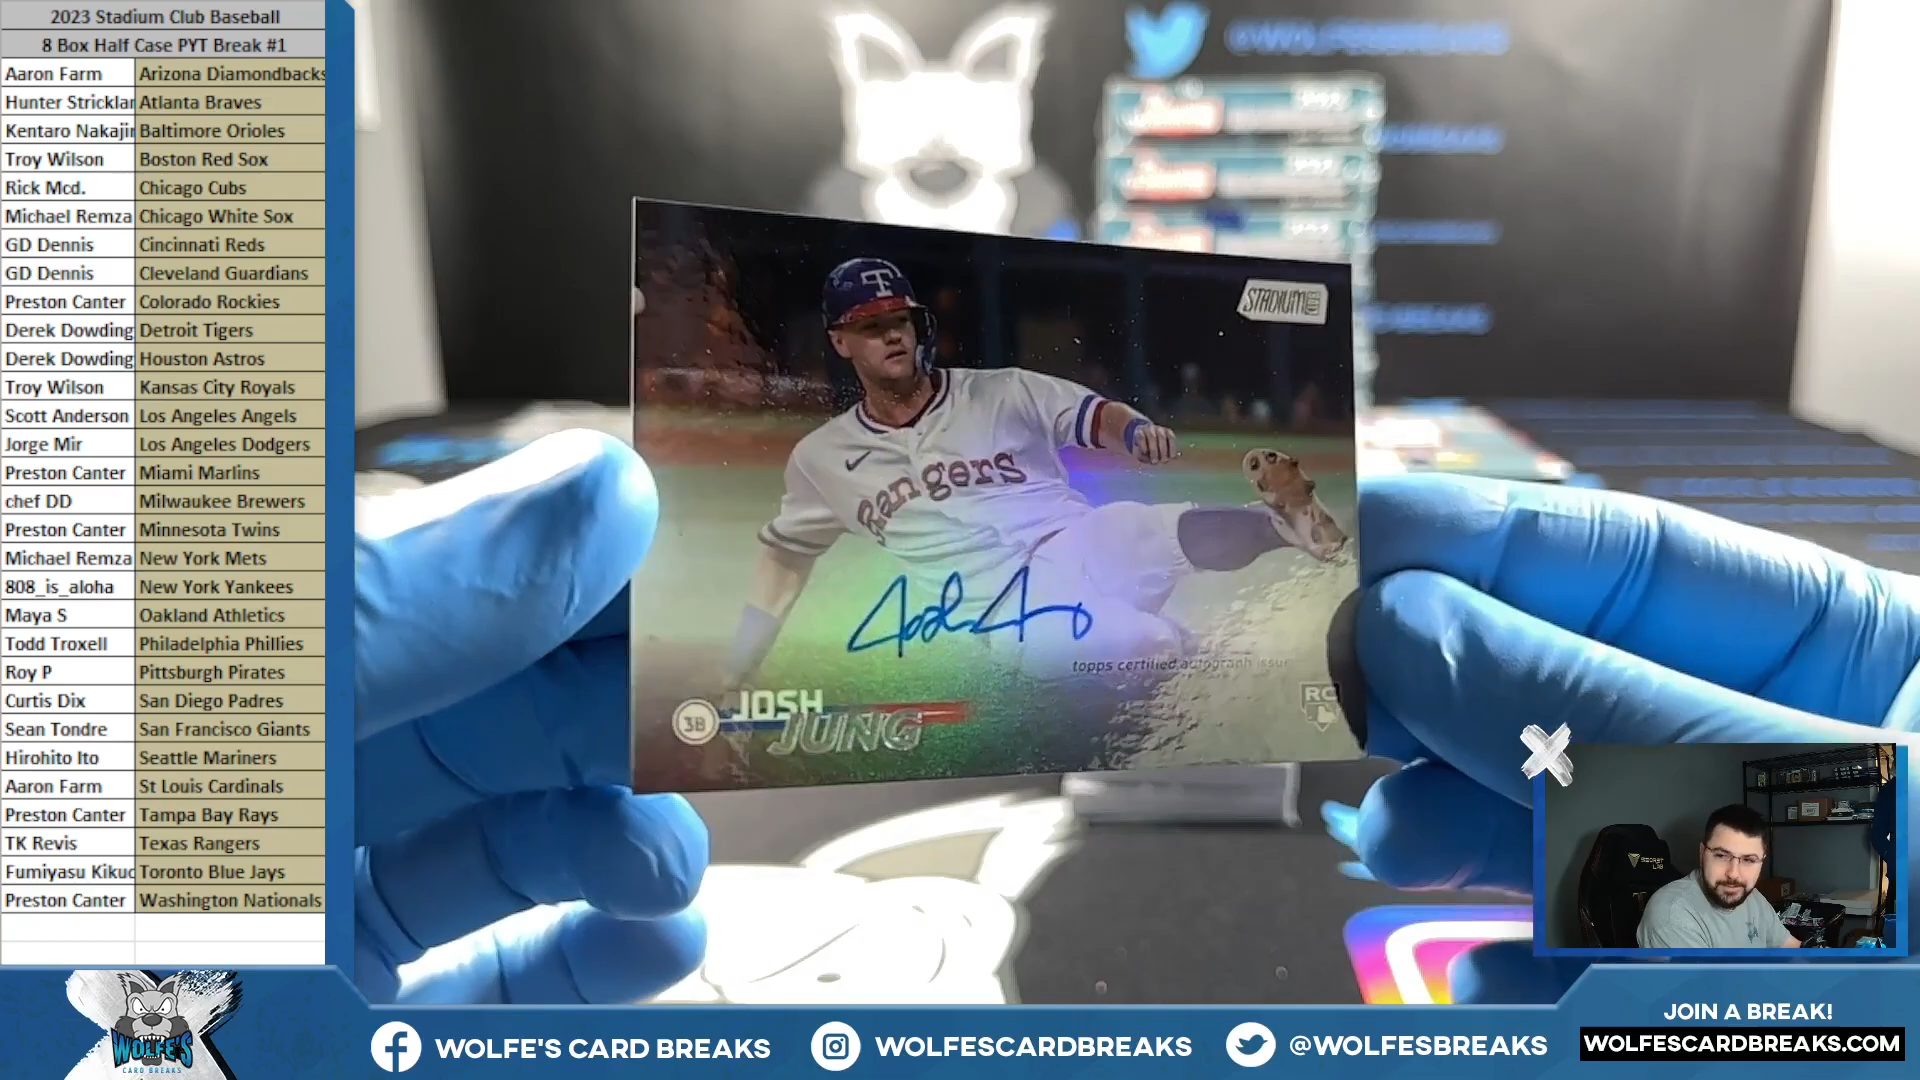 2023 Stadium Club Baseball
8 Box Half Case PYT Break #1
Aaron Farm Arizona Diamondbacks
Hunter Stricklar Atlanta Braves
Kentaro Nakajir Baltimore Orioles
Troy Wilson Boston Red Sox
Rick Mcd. Chicago Cubs
Michael Remza Chicago White Sox
GD Dennis Cincinnati Reds
GD Dennis Cleveland Guardians
Preston Canter Colorado Rockies
Derek Dowding Detroit Tigers
Derek Dowding Houston Astros
Troy Wilson Kansas City Royals
Scott Anderson Los Angeles Angels
Jorge Mir Los Angeles Dodgers
Preston Canter Miami Marlins
chef DD Milwaukee Brewers
Preston Canter Minnesota Twins
Michael Remza New York Mets
808_is_aloha New York Yankees
Maya S Oakland Athletics
Todd Troxell Philadelphia Phillies
Roy P Pittsburgh Pirates
Curtis Dix San Diego Padres
Sean Tondre San Francisco Giants
Hirohito Ito Seattle Mariners
Aaron Farm St Louis Cardinals
Preston Canter Tampa Bay Rays
TK Revis Texas Rangers
Fumiyasu Kikuc Toronto Blue Jays
Preston Canter Washington Nationals
@WOLFESBREAKS
STADIUM CLUB
T
Rangers
topps certified autograph issue
RC
3B JOSH
JUNG
SECRET LAB
WOLFE'S
CARD BREAKS
WOLFE'S CARD BREAKS
WOLFESCARDBREAKS
@WOLFESBREAKS
JOIN A BREAK!
WOLFESCARDBREAKS.COM